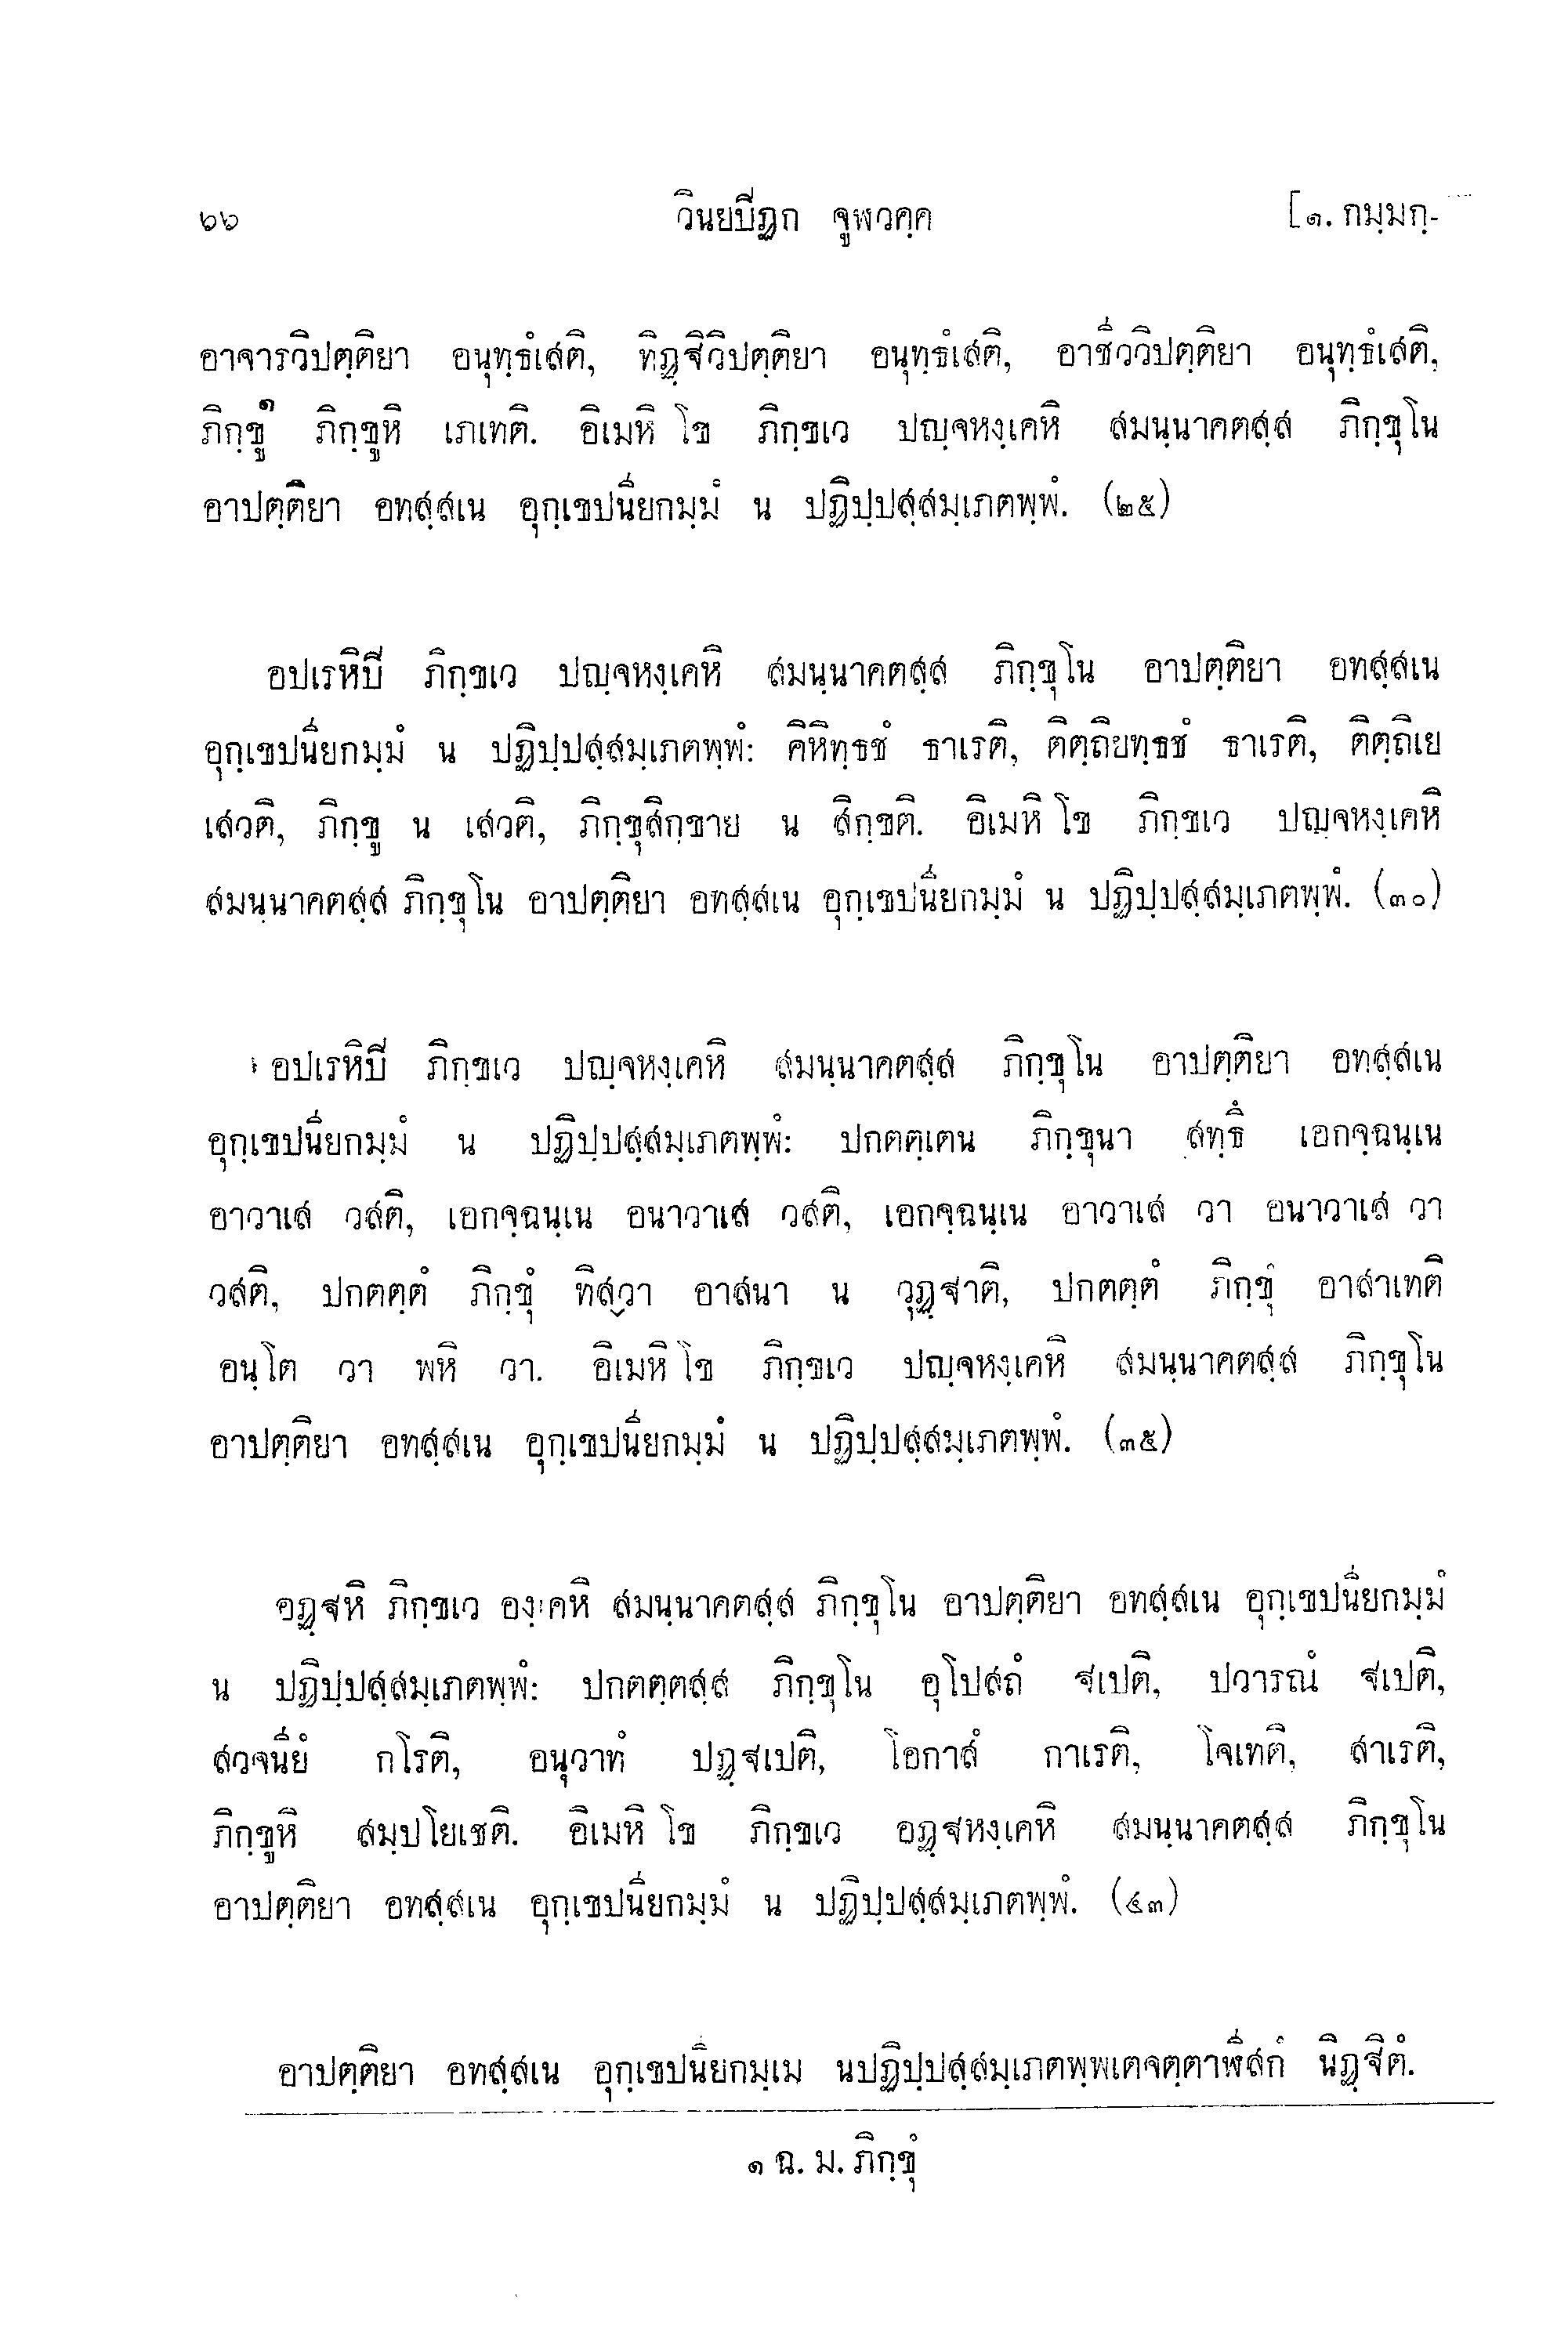 ๖๖ วินยปิฏก จูฬวคฺค [๑. กมฺมกฺ-
อาจารวิปตฺติยา อนุทฺธํเสติ, ทิฏฺฐิวิปตฺติยา อนุทฺธํเสติ, อาชีววิปตฺติยา อนุทฺธํเสติ,
ภิกฺขู๑ ภิกฺขูหิ เภเทติ. อิเมหิ โข ภิกฺขเว ปญฺจหงฺเคหิ สมนฺนาคตสฺส ภิกฺขุโน
อาปตฺติยา อทสฺสเน อุกฺเขปนียกมฺมํ น ปฏิปฺปสฺสมฺเภตพฺพํ. (๒๕)
อปเรหิปิ ภิกฺขเว ปญฺจหงฺเคหิ สมนฺนาคตสฺส ภิกฺขุโน อาปตฺติยา อทสฺสเน
อุกฺเขปนียกมฺมํ น ปฏิปฺปสฺสมฺเภตพฺพํ: คิหิทฺธชํ ธาเรติ, ติตฺถิยทฺธชํ ธาเรติ, ติตฺถิเย
เสวติ, ภิกฺขู น เสวติ, ภิกฺขุสิกฺขาย น สิกฺขติ. อิเมหิ โข ภิกฺขเว ปญฺจหงฺเคหิ
สมนฺนาคตสฺส ภิกฺขุโน อาปตฺติยา อทสฺสเน อุกฺเขปนียกมฺมํ น ปฏิปฺปสฺสมฺเภตพฺพํ. (๓๐)
อปเรหิปิ ภิกฺขเว ปญฺจหงฺเคหิ สมนฺนาคตสฺส ภิกฺขุโน อาปตฺติยา อทสฺสเน
อุกฺเขปนียกมฺมํ น ปฏิปฺปสฺสมฺเภตพฺพํ: ปกตตฺเตน ภิกฺขุนา สทฺธึ เอกจฺฉนฺเน
อาวาเส วสติ, เอกจฺฉนฺเน อนาวาเส วสติ, เอกจฺฉนฺเน อาวาเส วา อนาวาเส วา
วสติ, ปกตตฺตํ ภิกฺขุํ ทิสฺวา อาสนา น วุฏฺฐาติ, ปกตตฺตํ ภิกฺขุํ อาสาเทติ
อนฺโต วา พหิ วา. อิเมหิ โข ภิกฺขเว ปญฺจหงฺเคหิ สมนฺนาคตสฺส ภิกฺขุโน
อาปตฺติยา อทสฺสเน อุกฺเขปนียกมฺมํ น ปฏิปฺปสฺสมฺเภตพฺพํ. (๓๕)
อฏฺฐหิ ภิกฺขเว องฺเคหิ สมนฺนาคตสฺส ภิกฺขุโน อาปตฺติยา อทสฺสเน อุกฺเขปนียกมฺมํ
น ปฏิปฺปสฺสมฺเภตพฺพํ: ปกตตฺตสฺส ภิกฺขุโน อุโปสถํ ฐเปติ, ปวารณํ ฐเปติ,
สวจนียํ กโรติ, อนุวาทํ ปฏฺฐเปติ, โอกาสํ กาเรติ, โจเทติ, สาเรติ,
ภิกฺขูหิ สมฺปโยเชติ. อิเมหิ โข ภิกฺขเว อฏฺฐหงฺเคหิ สมนฺนาคตสฺส ภิกฺขุโน
อาปตฺติยา อทสฺสเน อุกฺเขปนียกมฺมํ น ปฏิปฺปสฺสมฺเภตพฺพํ. (๔๓)
อาปตฺติยา อทสฺสเน อุกฺเขปนียกมฺเม นปฏิปฺปสฺสมฺเภตพฺพเตจตฺตาฬีสกํ นิฏฺฐิตํ.
๑ ฉ. ม. ภิกฺขุํ